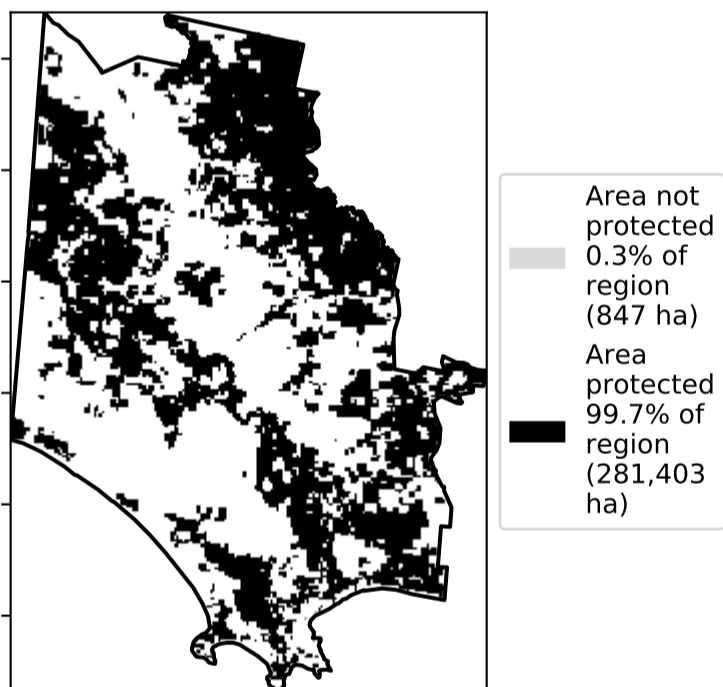 Area not
protected
0.3% of
region
(847 ha)
Area
protected
99.7% of
region
(281,403
ha)